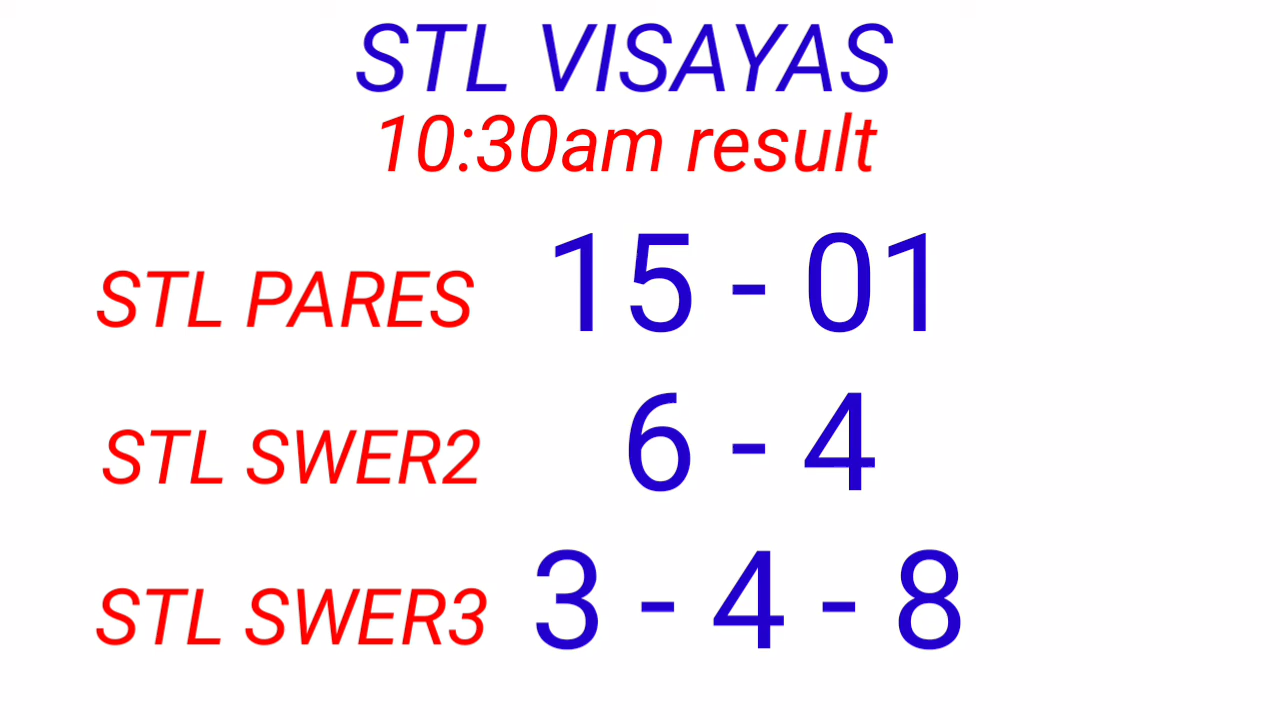 STL VISAYAS
10:30am result
STL PARES 15 - 01
STL SWER2 6 - 4
STL SWER3 3 - 4 - 8